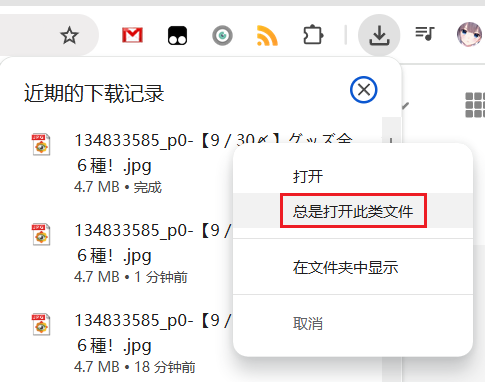 近期的下载记录
134833585_p0-【9／30〆】グッズ全
６種！.jpg
4.7 MB • 完成
打开
总是打开此类文件
134833585_p0-【9／
６種！.jpg
4.7 MB • 1 分钟前
在文件夹中显示
134833585_p0-【9／
６種！.jpg
4.7 MB • 18 分钟前
取消